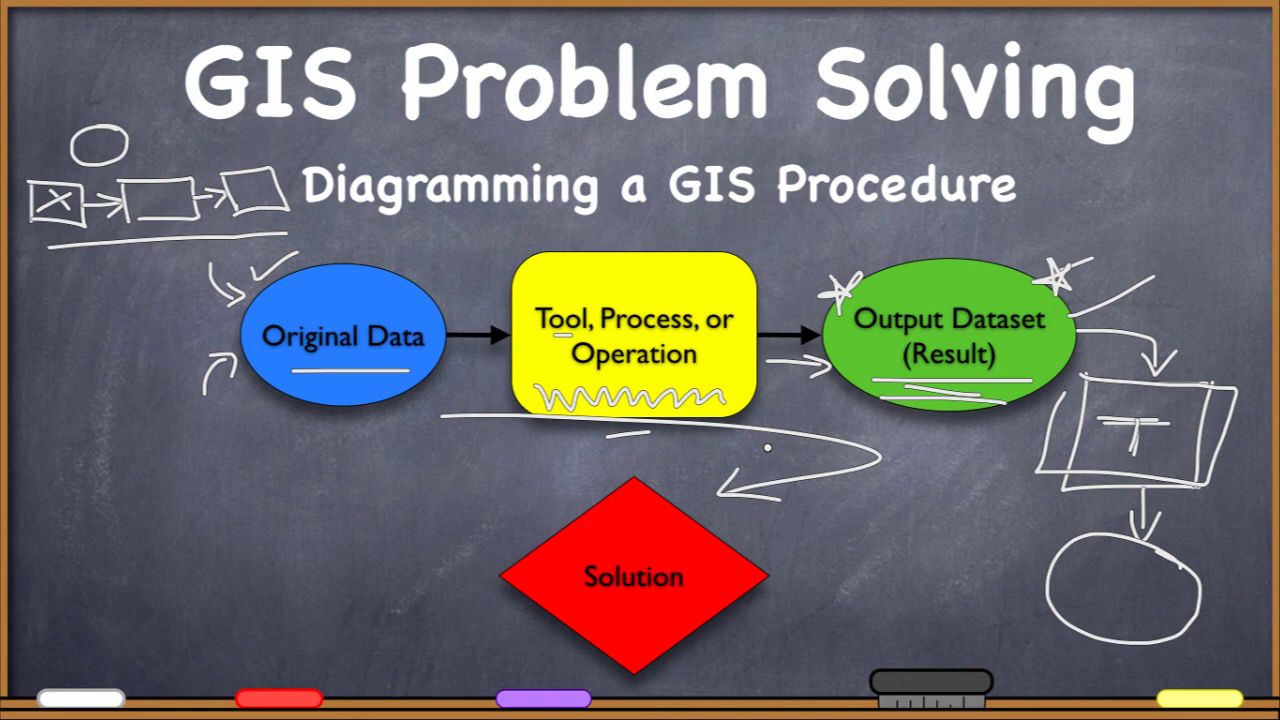 GIS Problem Solving
Diagramming a GIS Procedure
Original Data
Tool, Process, or
Operation
Output Dataset
(Result)
T
Solution